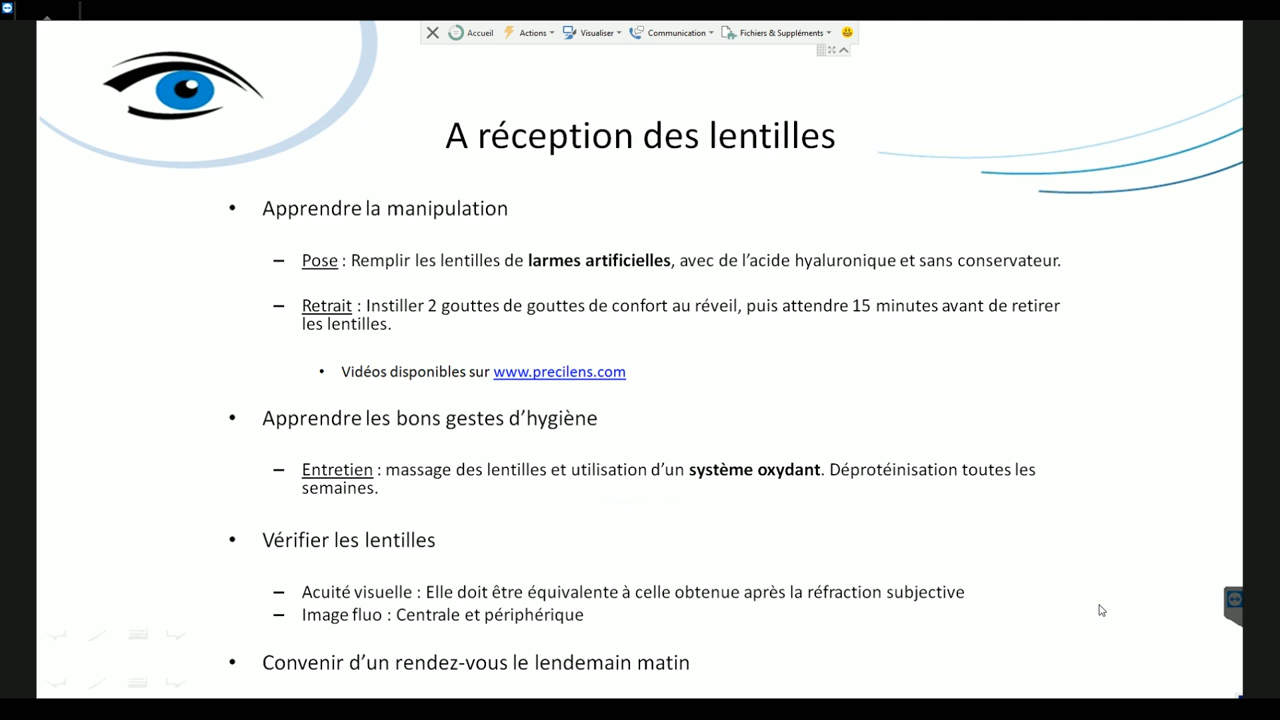 Accueil Actions Visualiser Communication Fichiers & Suppléments
A réception des lentilles
• Apprendre la manipulation
– Pose : Remplir les lentilles de larmes artificielles, avec de l’acide hyaluronique et sans conservateur.
– Retrait : Instiller 2 gouttes de gouttes de confort au réveil, puis attendre 15 minutes avant de retirer
les lentilles.
• Vidéos disponibles sur www.precilens.com
• Apprendre les bons gestes d’hygiène
– Entretien : massage des lentilles et utilisation d’un système oxydant. Déprotéinisation toutes les
semaines.
• Vérifier les lentilles
– Acuité visuelle : Elle doit être équivalente à celle obtenue après la réfraction subjective
– Image fluo : Centrale et périphérique
• Convenir d’un rendez-vous le lendemain matin